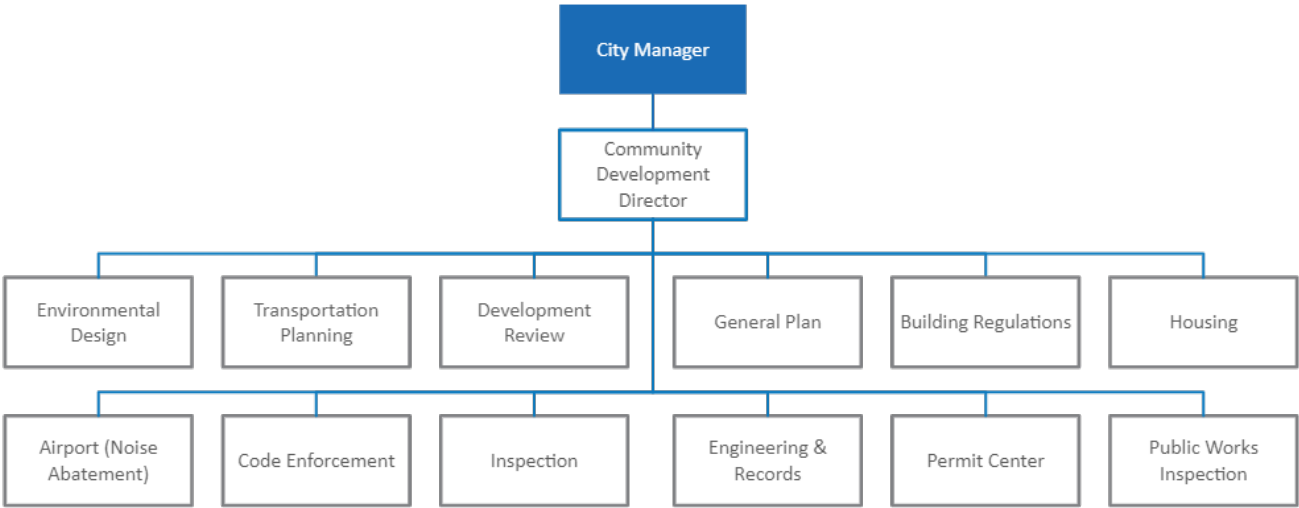 City Manager
Community
Development
Director
Environmental
Design
Transportation
Planning
Development
Review
General Plan
Building Regulations
Housing
Airport (Noise
Abatement)
Code Enforcement
Inspection
Engineering &
Records
Permit Center
Public Works
Inspection